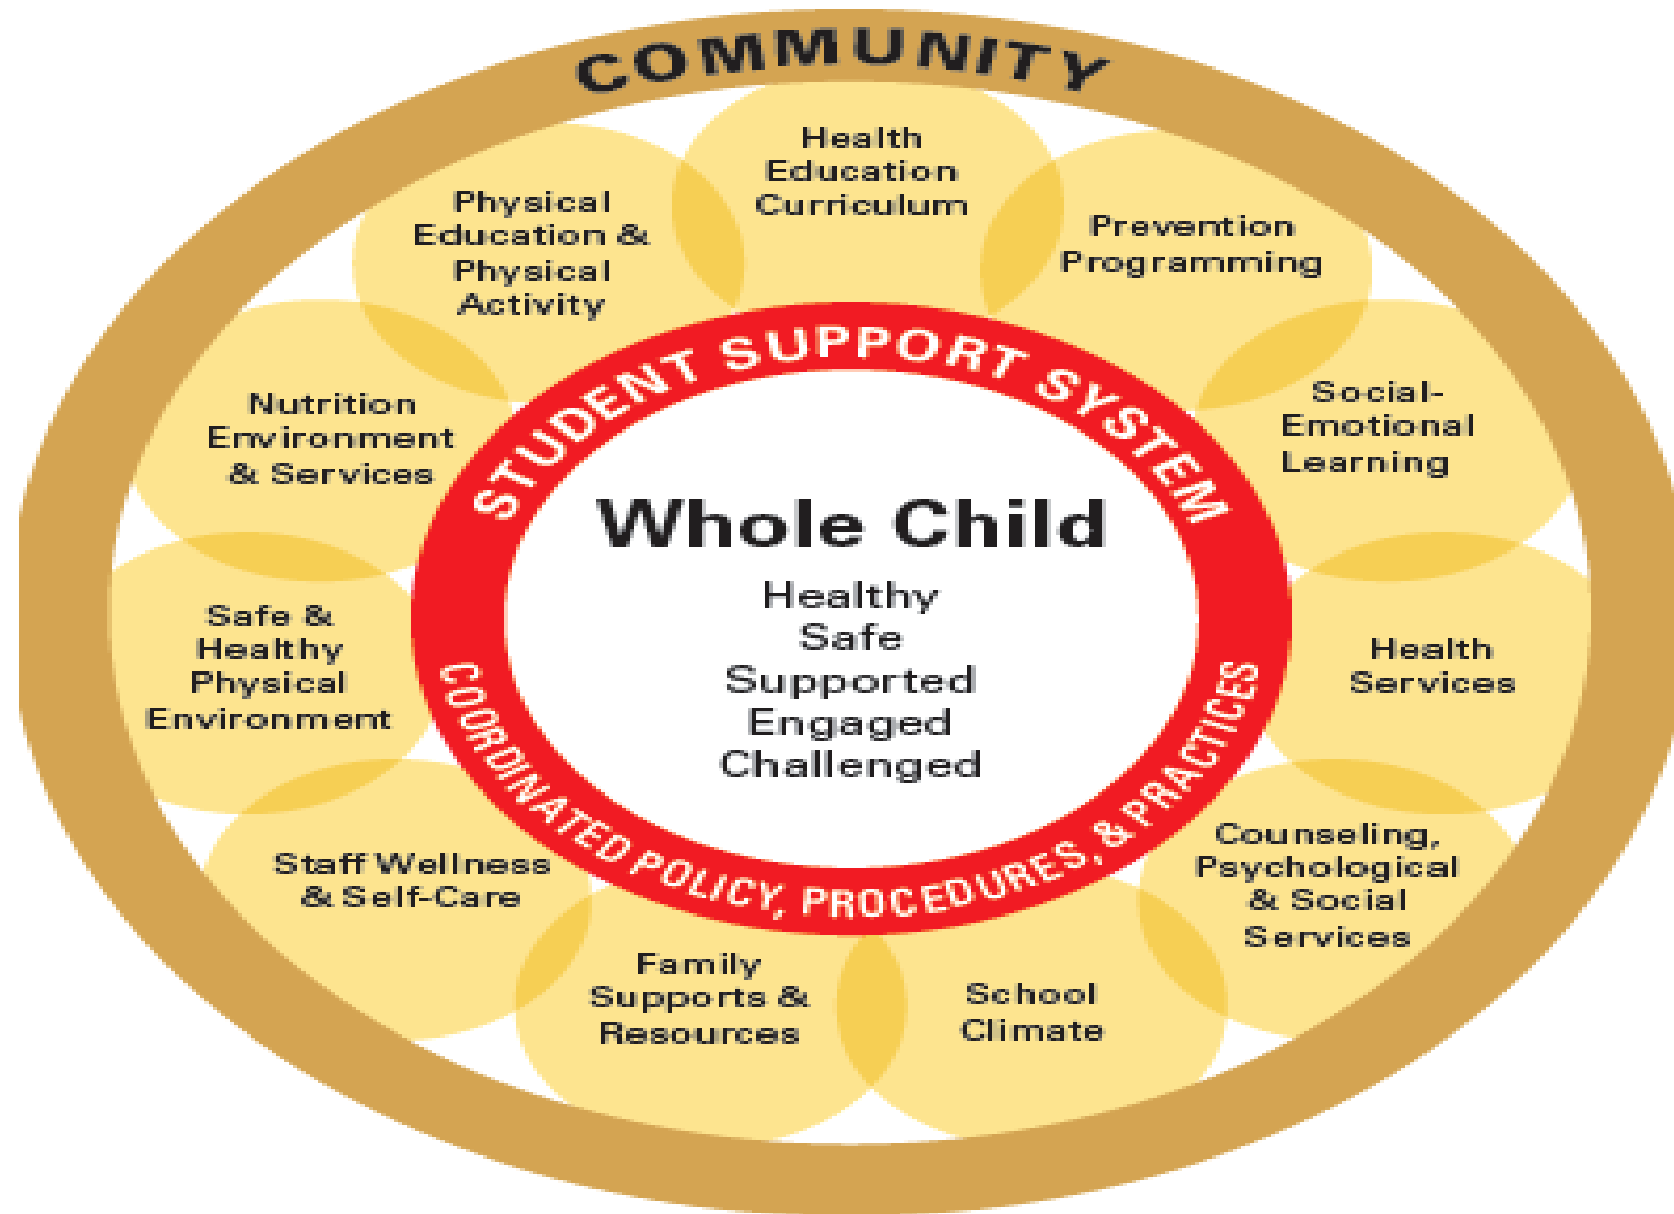 COMMUNITY
Health
Education
Curriculum
Prevention
Programming
Social-
Emotional
Learning
Health
Services
Counseling,
Psychological
& Social
Services
School
Climate
Family
Supports &
Resources
Staff Wellness
& Self-Care
Safe &
Healthy
Physical
Environment
Nutrition
Environment
& Services
Physical
Education &
Physical
Activity
STUDENT SUPPORT SYSTEM
COORDINATED POLICY, PROCEDURES, & PRACTICES
Whole Child
Healthy
Safe
Supported
Engaged
Challenged